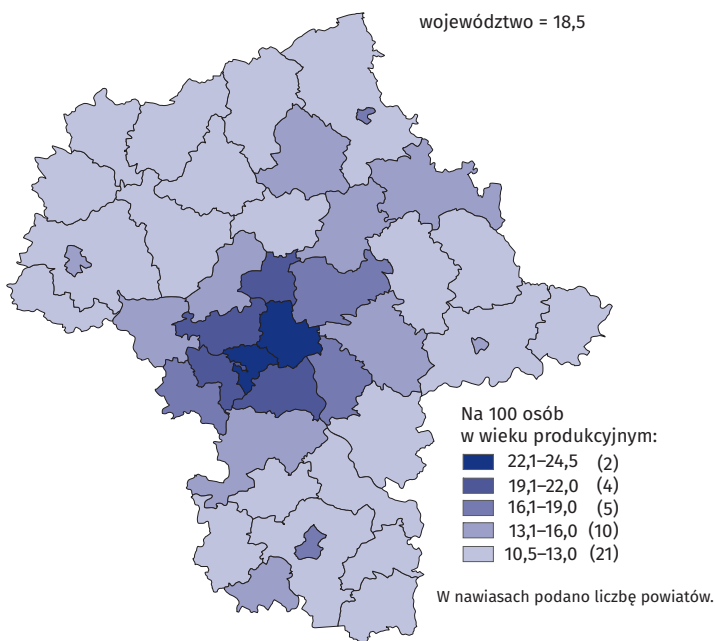 województwo = 18,5
Na 100 osób
w wieku produkcyjnym:
22,1–24,5 (2)
19,1–22,0 (4)
16,1–19,0 (5)
13,1–16,0 (10)
10,5–13,0 (21)
W nawiasach podano liczbę powiatów.